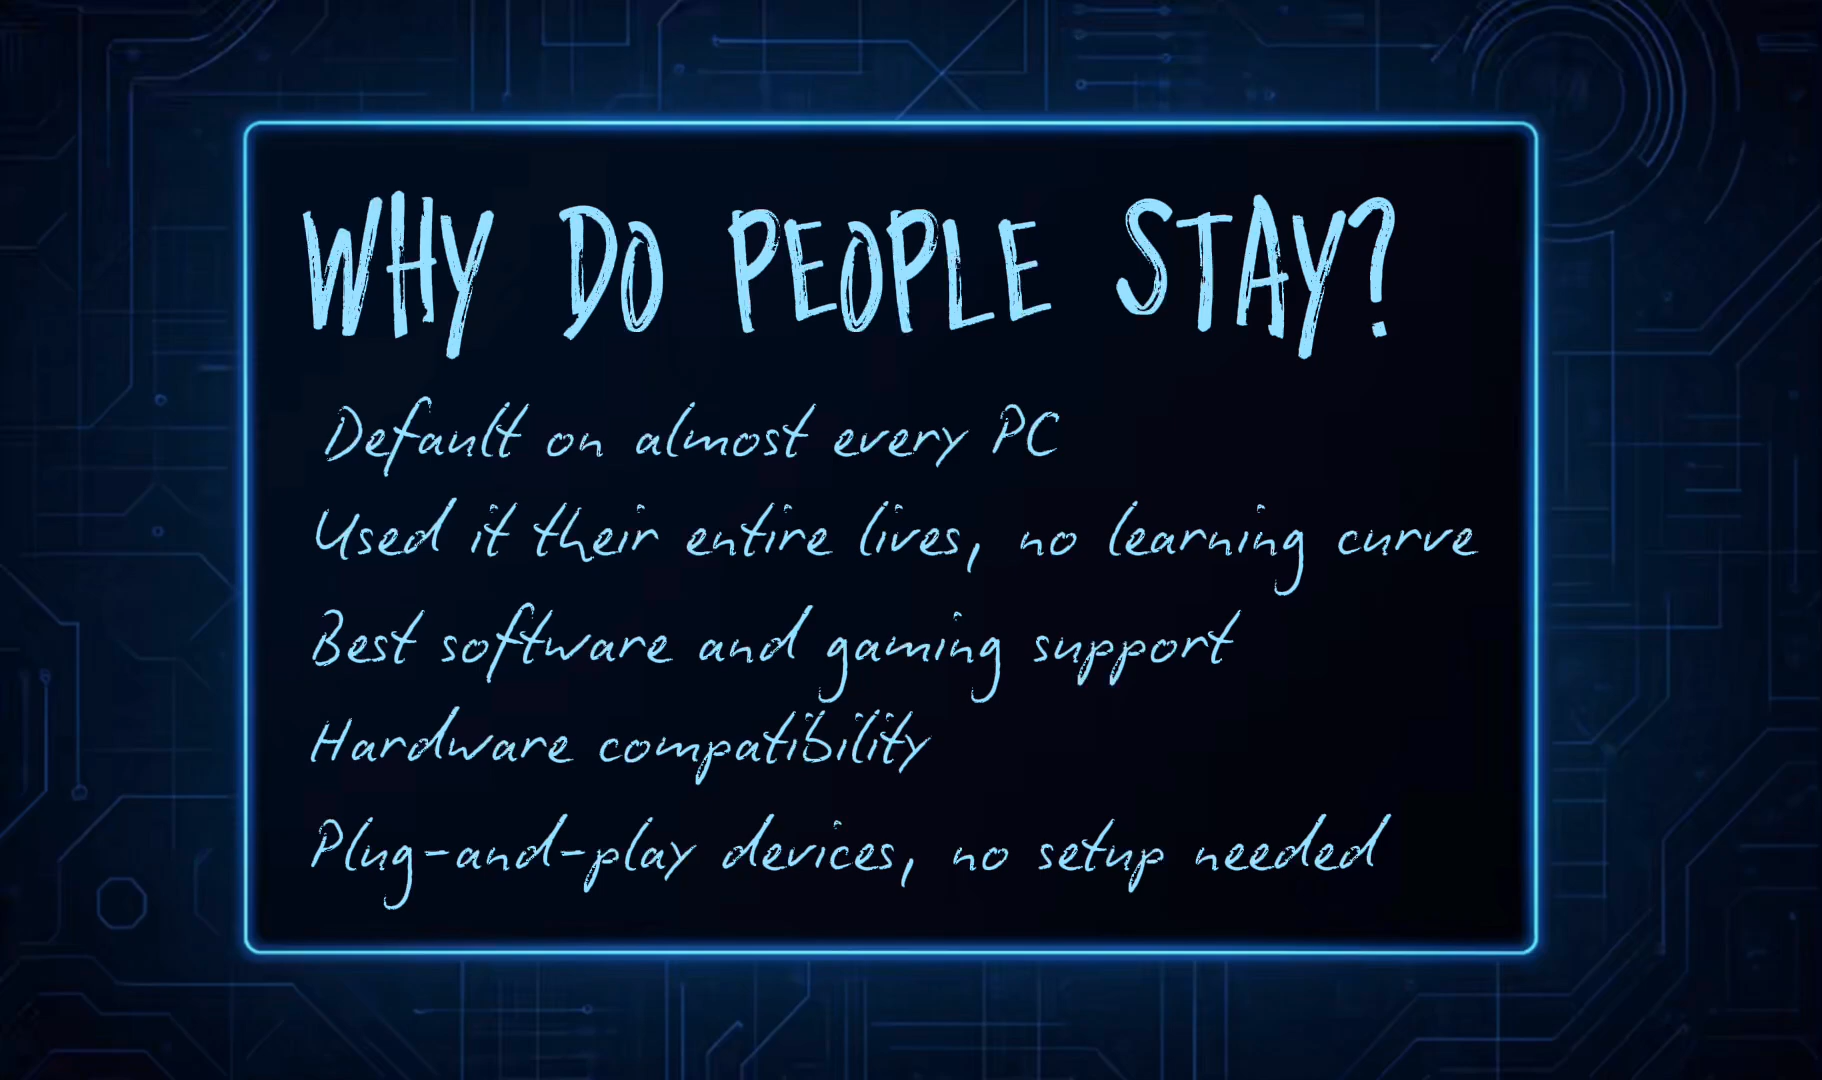 WHY DO PEOPLE STAY?
Default on almost every PC
Used it their entire lives, no learning curve
Best software and gaming support
Hardware compatibility
Plug-and-play devices, no setup needed